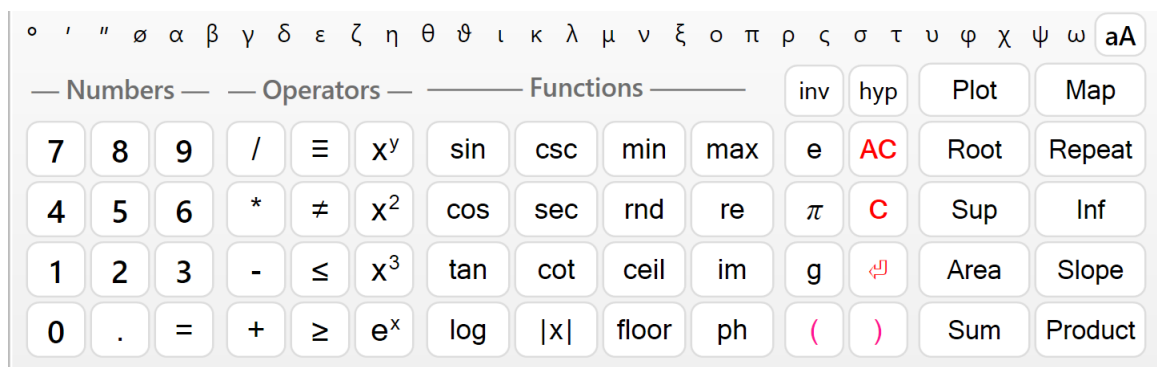 ° ′ ″ ø α β γ δ ε ζ η θ ϑ ι κ λ μ ν ξ ο π ρ ς σ τ υ φ χ ψ ω aA
Numbers Operators Functions inv hyp Plot Map
7 8 9 / ≡ xʸ sin csc min max e AC Root Repeat
4 5 6 * ≠ x² cos sec rnd re π C Sup Inf
1 2 3 - ≤ x³ tan cot ceil im g ⏎ Area Slope
0 . = + ≥ eˣ log |x| floor ph ( ) Sum Product